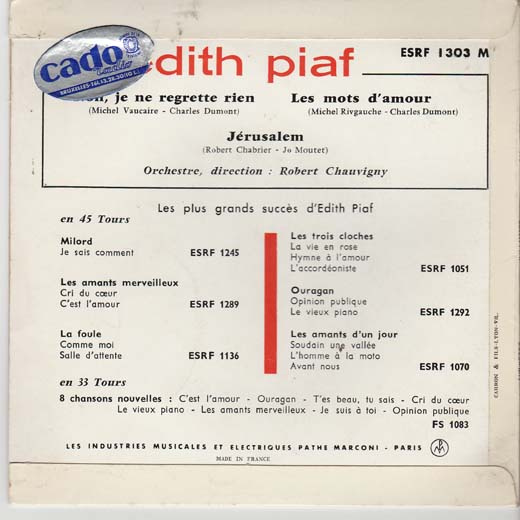 cado
BRUXELLES-Tél. 13.28.30 (10 L.)
edith piaf
ESRF 1303 M
je ne regrette rien
(Michel Vaucaire - Charles Dumont)
Les mots d'amour
(Michel Rivgauche - Charles Dumont)
Jérusalem
(Robert Chabrier - Jo Moutet)
Orchestre, direction : Robert Chauvigny
Les plus grands succès d'Edith Piaf
en 45 Tours
Milord
Je sais comment ESRF 1245
Les amants merveilleux
Cri du cœur
C'est l'amour ESRF 1289
La foule
Comme moi
Salle d'attente ESRF 1136
Les trois cloches
La vie en rose
Hymne à l'amour
L'accordéoniste ESRF 1051
Ouragan
Opinion publique
Le vieux piano ESRF 1292
Les amants d'un jour
Soudain une vallée
L'homme à la moto
Avant nous ESRF 1070
en 33 Tours
8 chansons nouvelles : C'est l'amour - Ouragan - T'es beau, tu sais - Cri du cœur
Le vieux piano - Les amants merveilleux - Je suis à toi - Opinion publique
FS 1083
LES INDUSTRIES MUSICALES ET ELECTRIQUES PATHE MARCONI - PARIS
MADE IN FRANCE